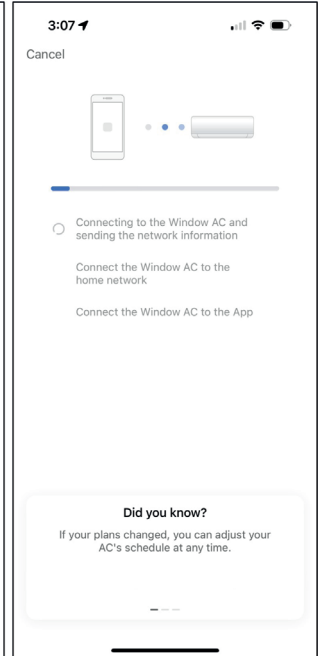 3:07
Cancel
Connecting to the Window AC and
sending the network information
Connect the Window AC to the
home network
Connect the Window AC to the App
Did you know?
If your plans changed, you can adjust your
AC's schedule at any time.